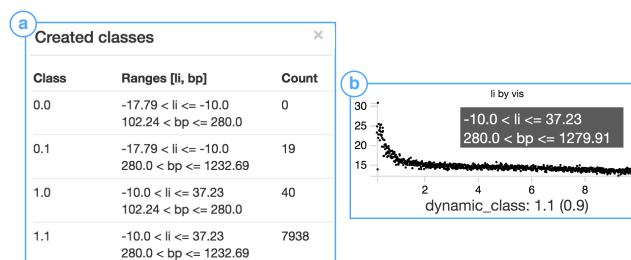 a
Created classes ×
Class Ranges [li, bp] Count
0.0 -17.79 < li <= -10.0 0
102.24 < bp <= 280.0
0.1 -17.79 < li <= -10.0 19
280.0 < bp <= 1232.69
1.0 -10.0 < li <= 37.23 40
102.24 < bp <= 280.0
1.1 -10.0 < li <= 37.23 7938
280.0 < bp <= 1232.69
b
li by vis
-10.0 < li <= 37.23
280.0 < bp <= 1279.91
30
25
20
15
2 4 6 8
dynamic_class: 1.1 (0.9)